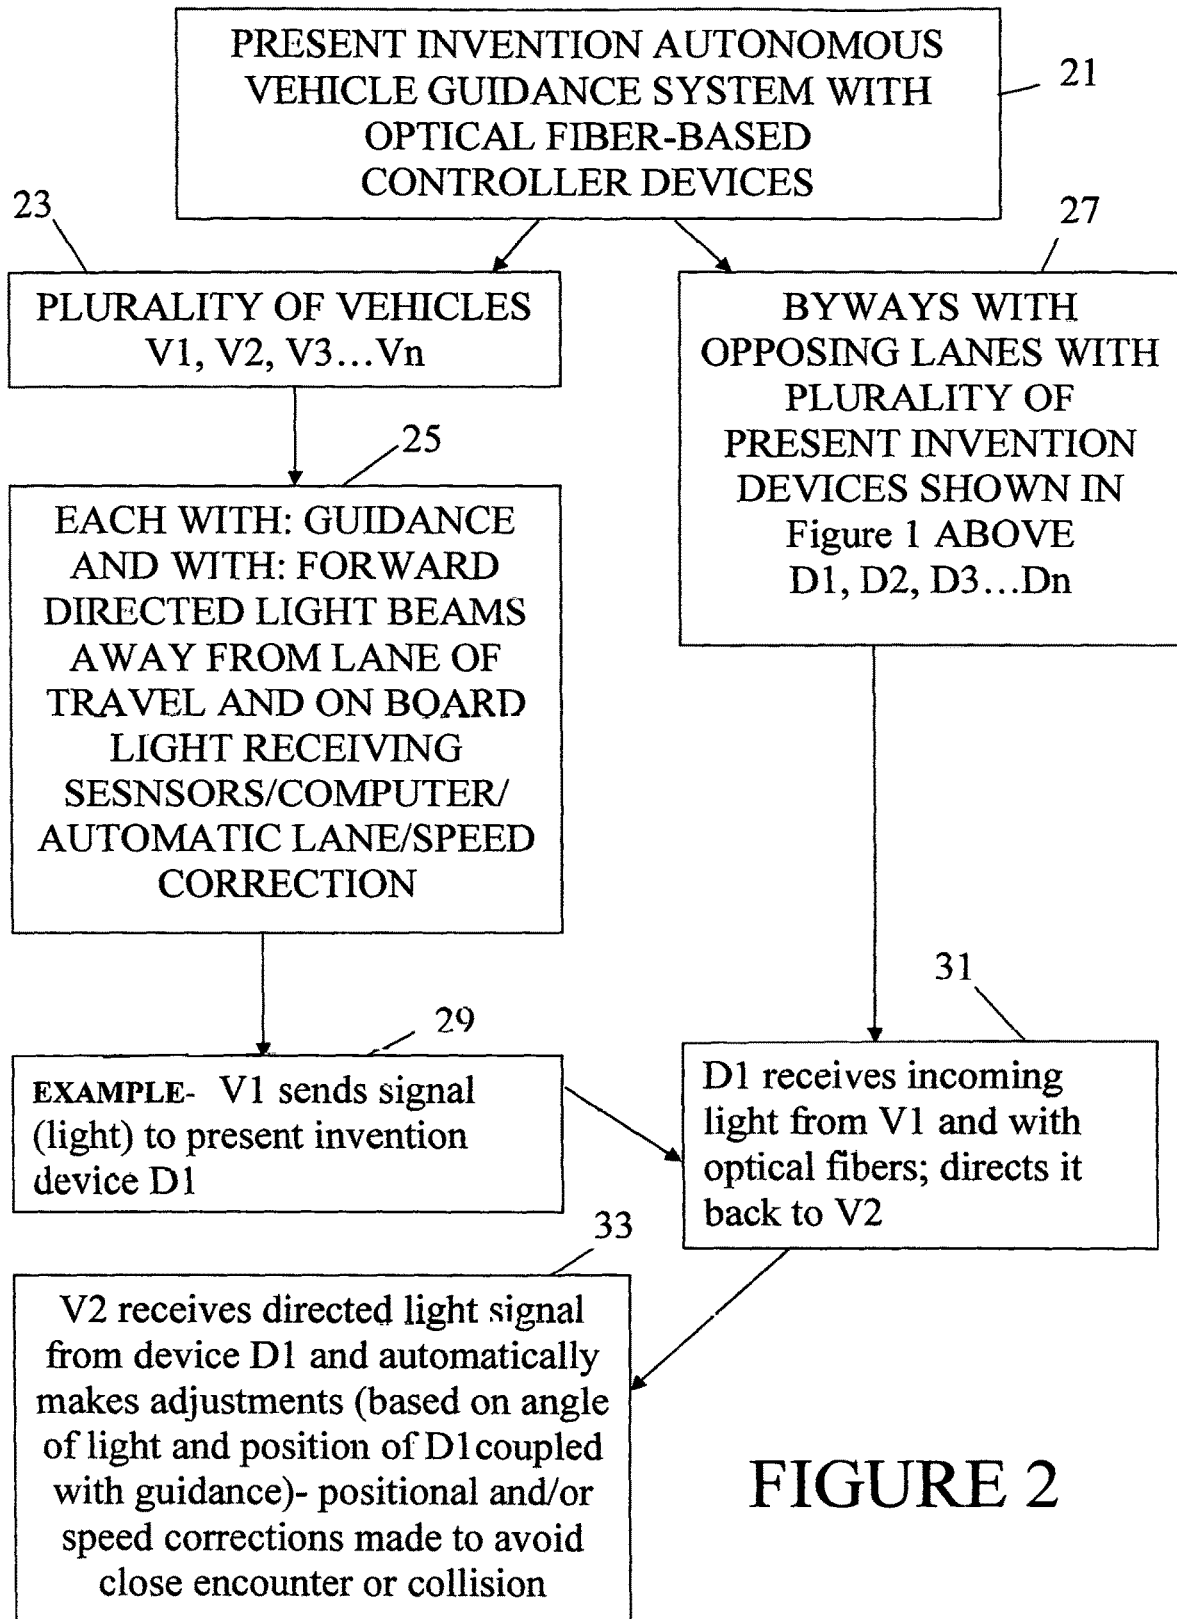 PRESENT INVENTION AUTONOMOUS
VEHICLE GUIDANCE SYSTEM WITH
OPTICAL FIBER-BASED
CONTROLLER DEVICES
21
23
PLURALITY OF VEHICLES
V1, V2, V3...Vn
27
BYWAYS WITH
OPPOSING LANES WITH
PLURALITY OF
PRESENT INVENTION
DEVICES SHOWN IN
Figure 1 ABOVE
D1, D2, D3...Dn
25
EACH WITH: GUIDANCE
AND WITH: FORWARD
DIRECTED LIGHT BEAMS
AWAY FROM LANE OF
TRAVEL AND ON BOARD
LIGHT RECEIVING
SESNSORS/COMPUTER/
AUTOMATIC LANE/SPEED
CORRECTION
29
EXAMPLE- V1 sends signal
(light) to present invention
device D1
31
D1 receives incoming
light from V1 and with
optical fibers; directs it
back to V2
33
V2 receives directed light signal
from device D1 and automatically
makes adjustments (based on angle
of light and position of D1coupled
with guidance)- positional and/or
speed corrections made to avoid
close encounter or collision
FIGURE 2